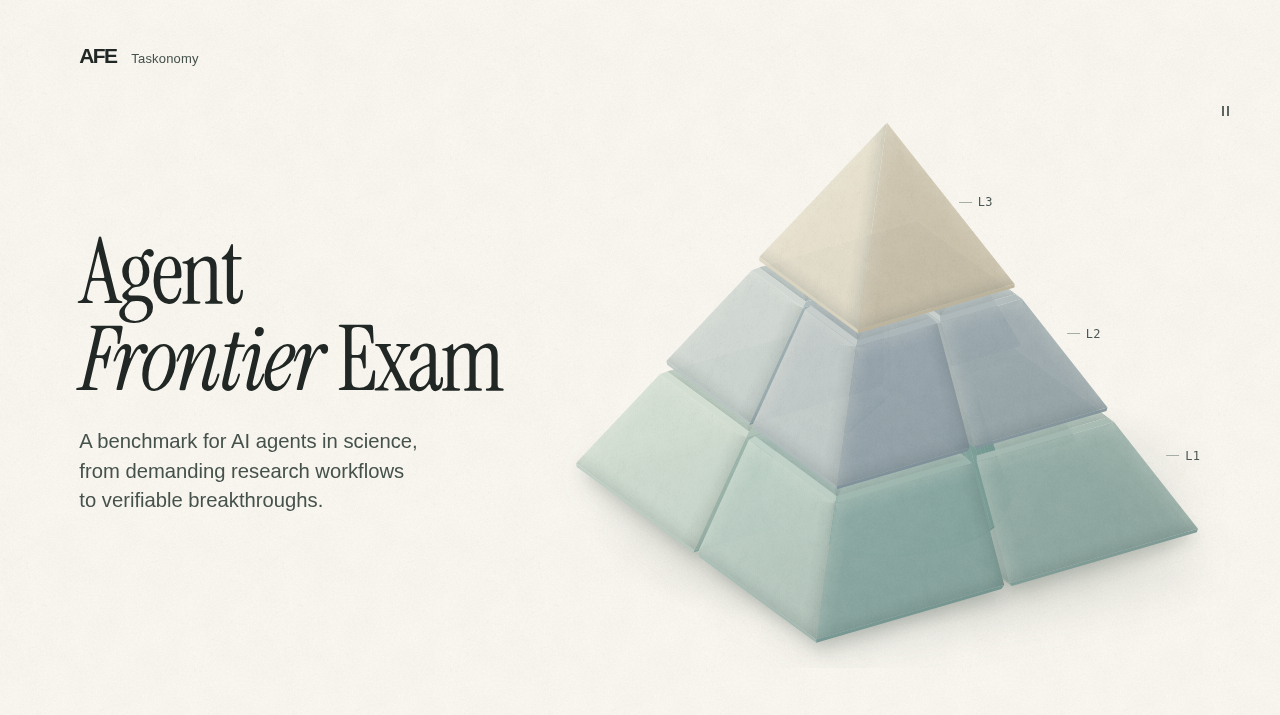 AFE Taskonomy
Agent
Frontier Exam
A benchmark for AI agents in science,
from demanding research workflows
to verifiable breakthroughs.
L3
L2
L1